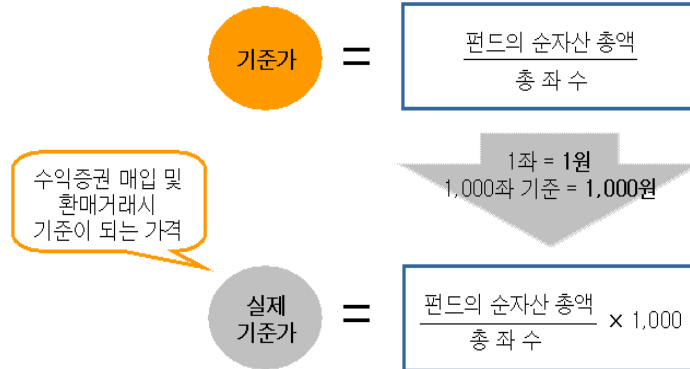 기준가
=
펀드의 순자산 총액
총 좌 수
1좌 = 1원
1,000좌 기준 = 1,000원
수익증권 매입 및
환매거래시
기준이 되는 가격
실제
기준가
=
펀드의 순자산 총액
총 좌 수
× 1,000